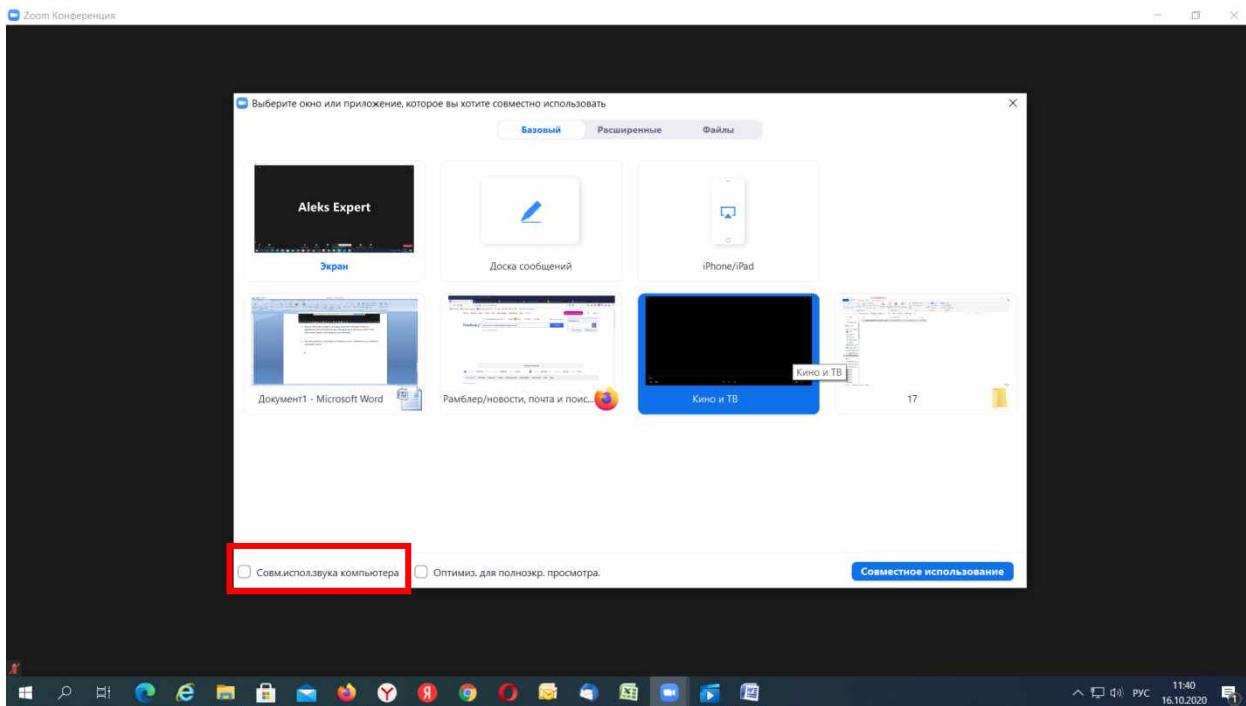 Zoom Конференция
Выберите окно или приложение, которое вы хотите совместно использовать
Базовый Расширенные Файлы
Aleks Expert
Экран Доска сообщений iPhone/iPad
Кино и ТВ
Документ1 - Microsoft Word Рамблер/новости, почта и поис... Кино и ТВ 17
Совм.испол.звука компьютера Оптимиз. для полноэкр. просмотра. Совместное использование
РУС 11:40
16.10.2020